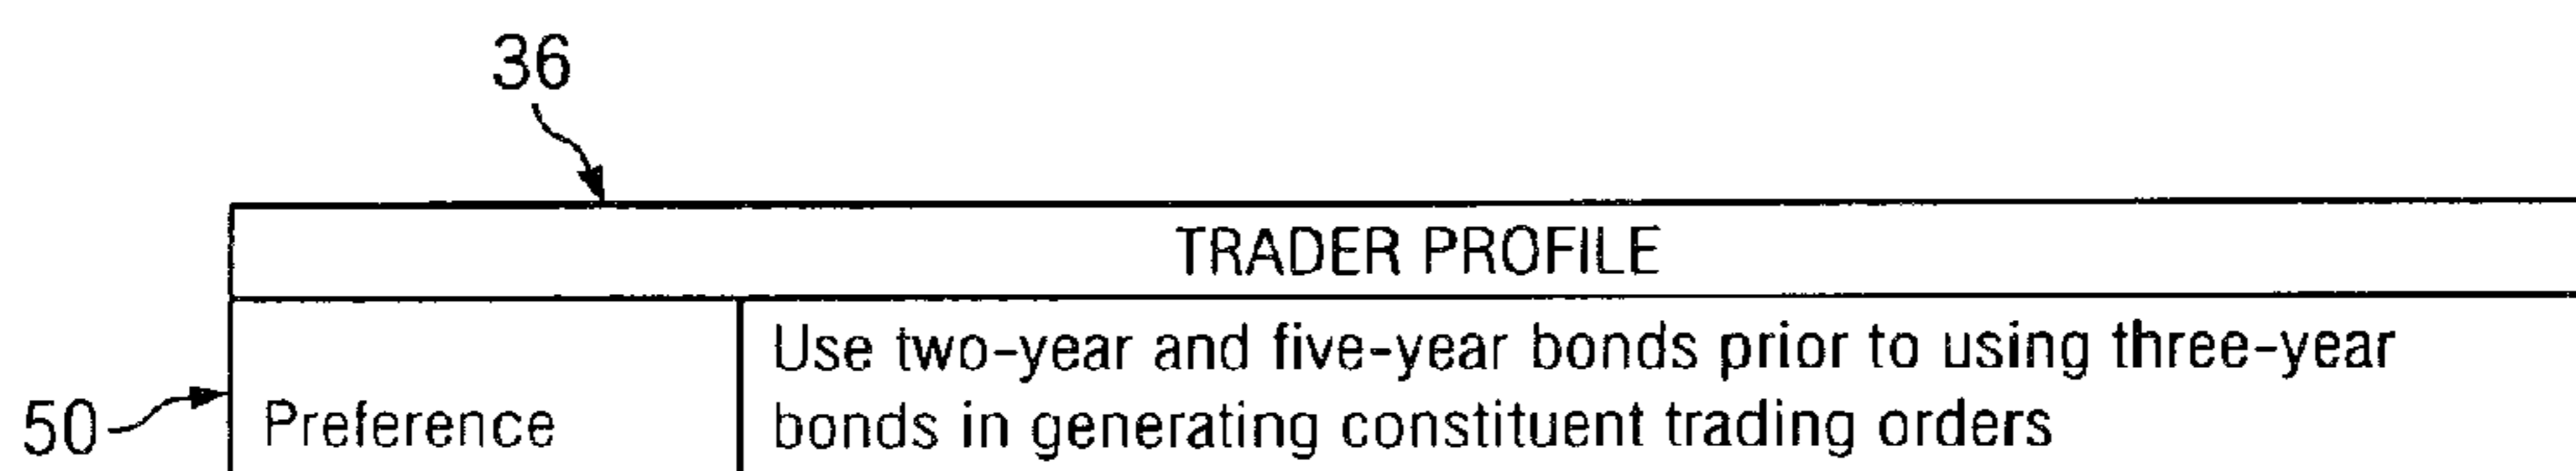 36
TRADER PROFILE
Use two-year and five-year bonds prior to using three-year
50 Preference
bonds in generating constituent trading orders